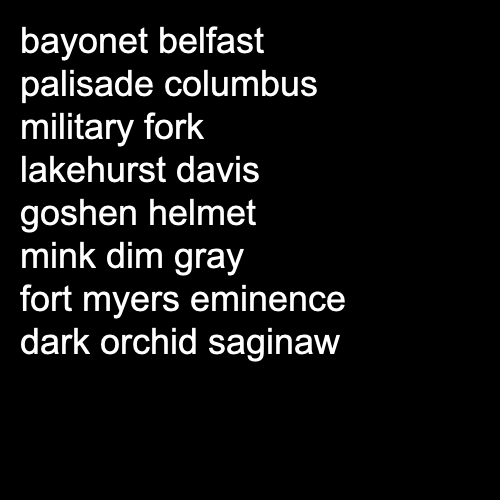 bayonet belfast
palisade columbus
military fork
lakehurst davis
goshen helmet
mink dim gray
fort myers eminence
dark orchid saginaw